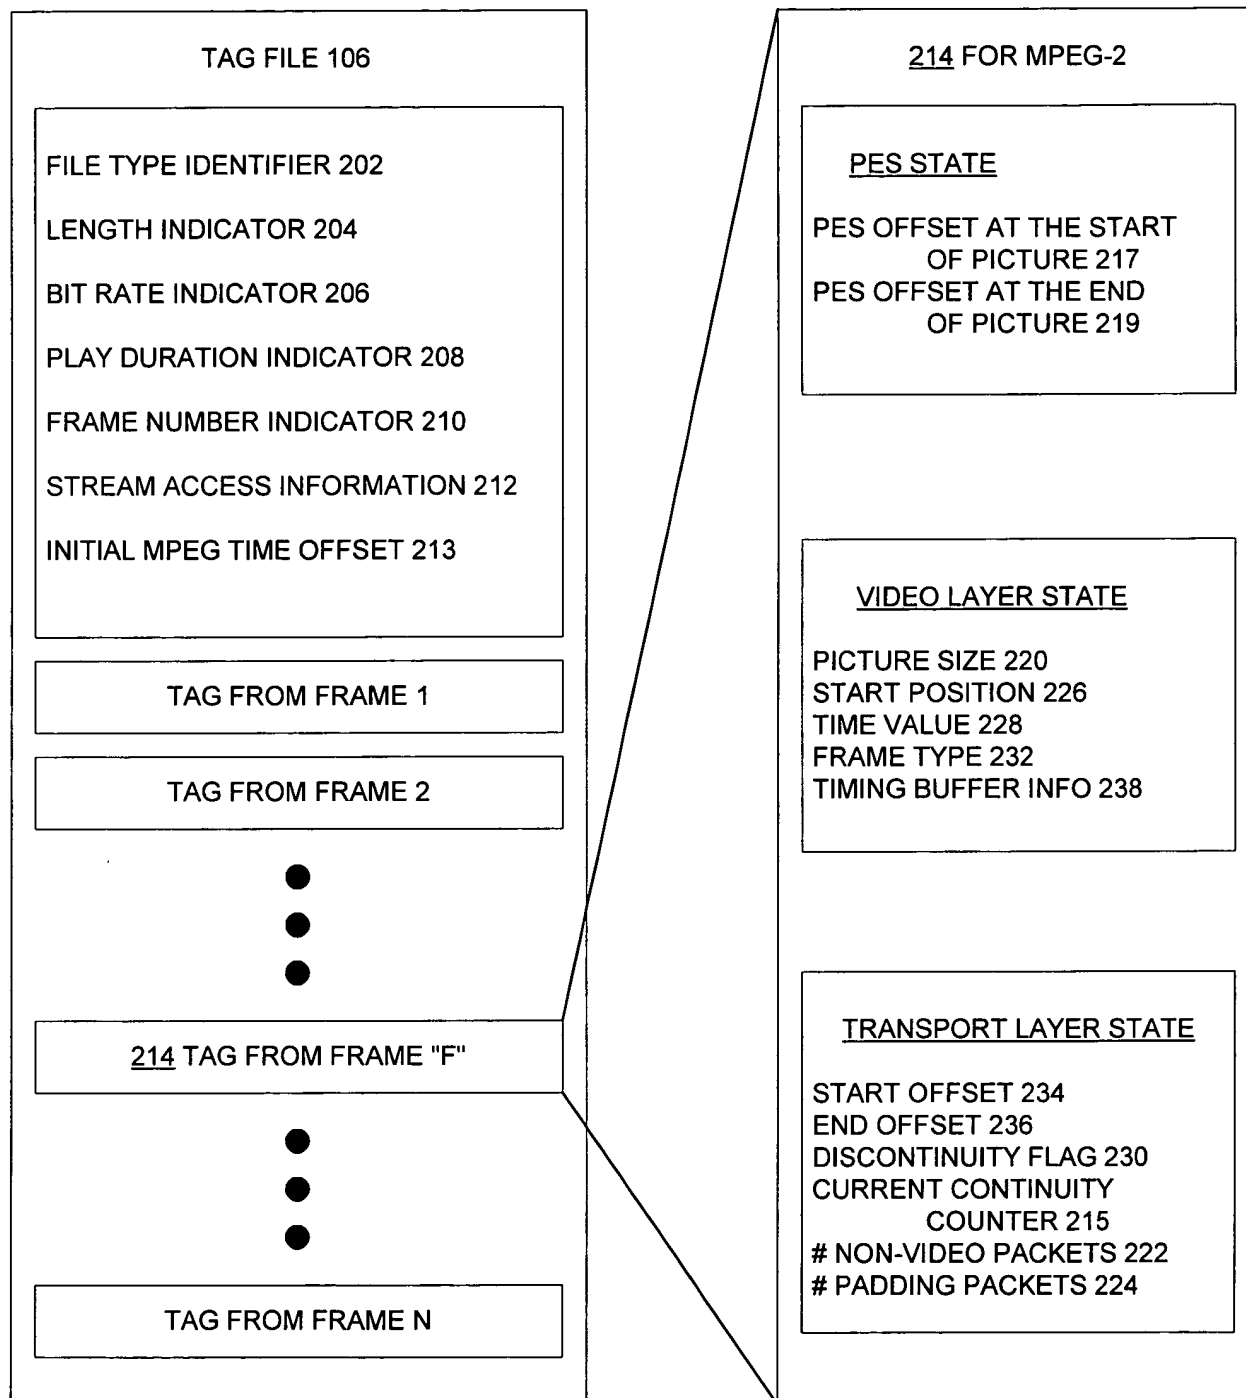 TAG FILE 106
FILE TYPE IDENTIFIER 202
LENGTH INDICATOR 204
BIT RATE INDICATOR 206
PLAY DURATION INDICATOR 208
FRAME NUMBER INDICATOR 210
STREAM ACCESS INFORMATION 212
INITIAL MPEG TIME OFFSET 213
TAG FROM FRAME 1
TAG FROM FRAME 2
214 TAG FROM FRAME "F"
TAG FROM FRAME N
214 FOR MPEG-2
PES STATE
PES OFFSET AT THE START
OF PICTURE 217
PES OFFSET AT THE END
OF PICTURE 219
VIDEO LAYER STATE
PICTURE SIZE 220
START POSITION 226
TIME VALUE 228
FRAME TYPE 232
TIMING BUFFER INFO 238
TRANSPORT LAYER STATE
START OFFSET 234
END OFFSET 236
DISCONTINUITY FLAG 230
CURRENT CONTINUITY
COUNTER 215
# NON-VIDEO PACKETS 222
# PADDING PACKETS 224